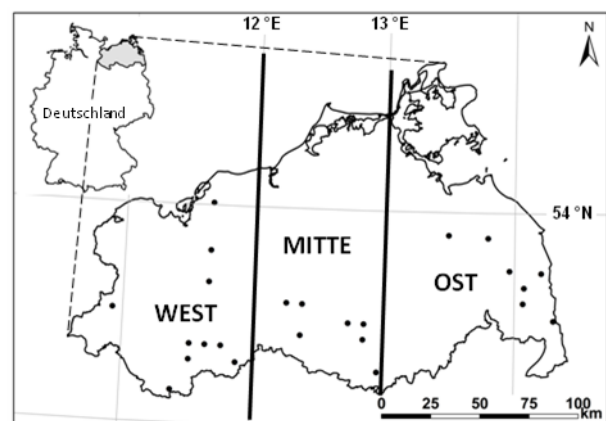 12 °E 13 °E
N
Deutschland
54 °N
MITTE
OST
WEST
0 25 50 75 100
km